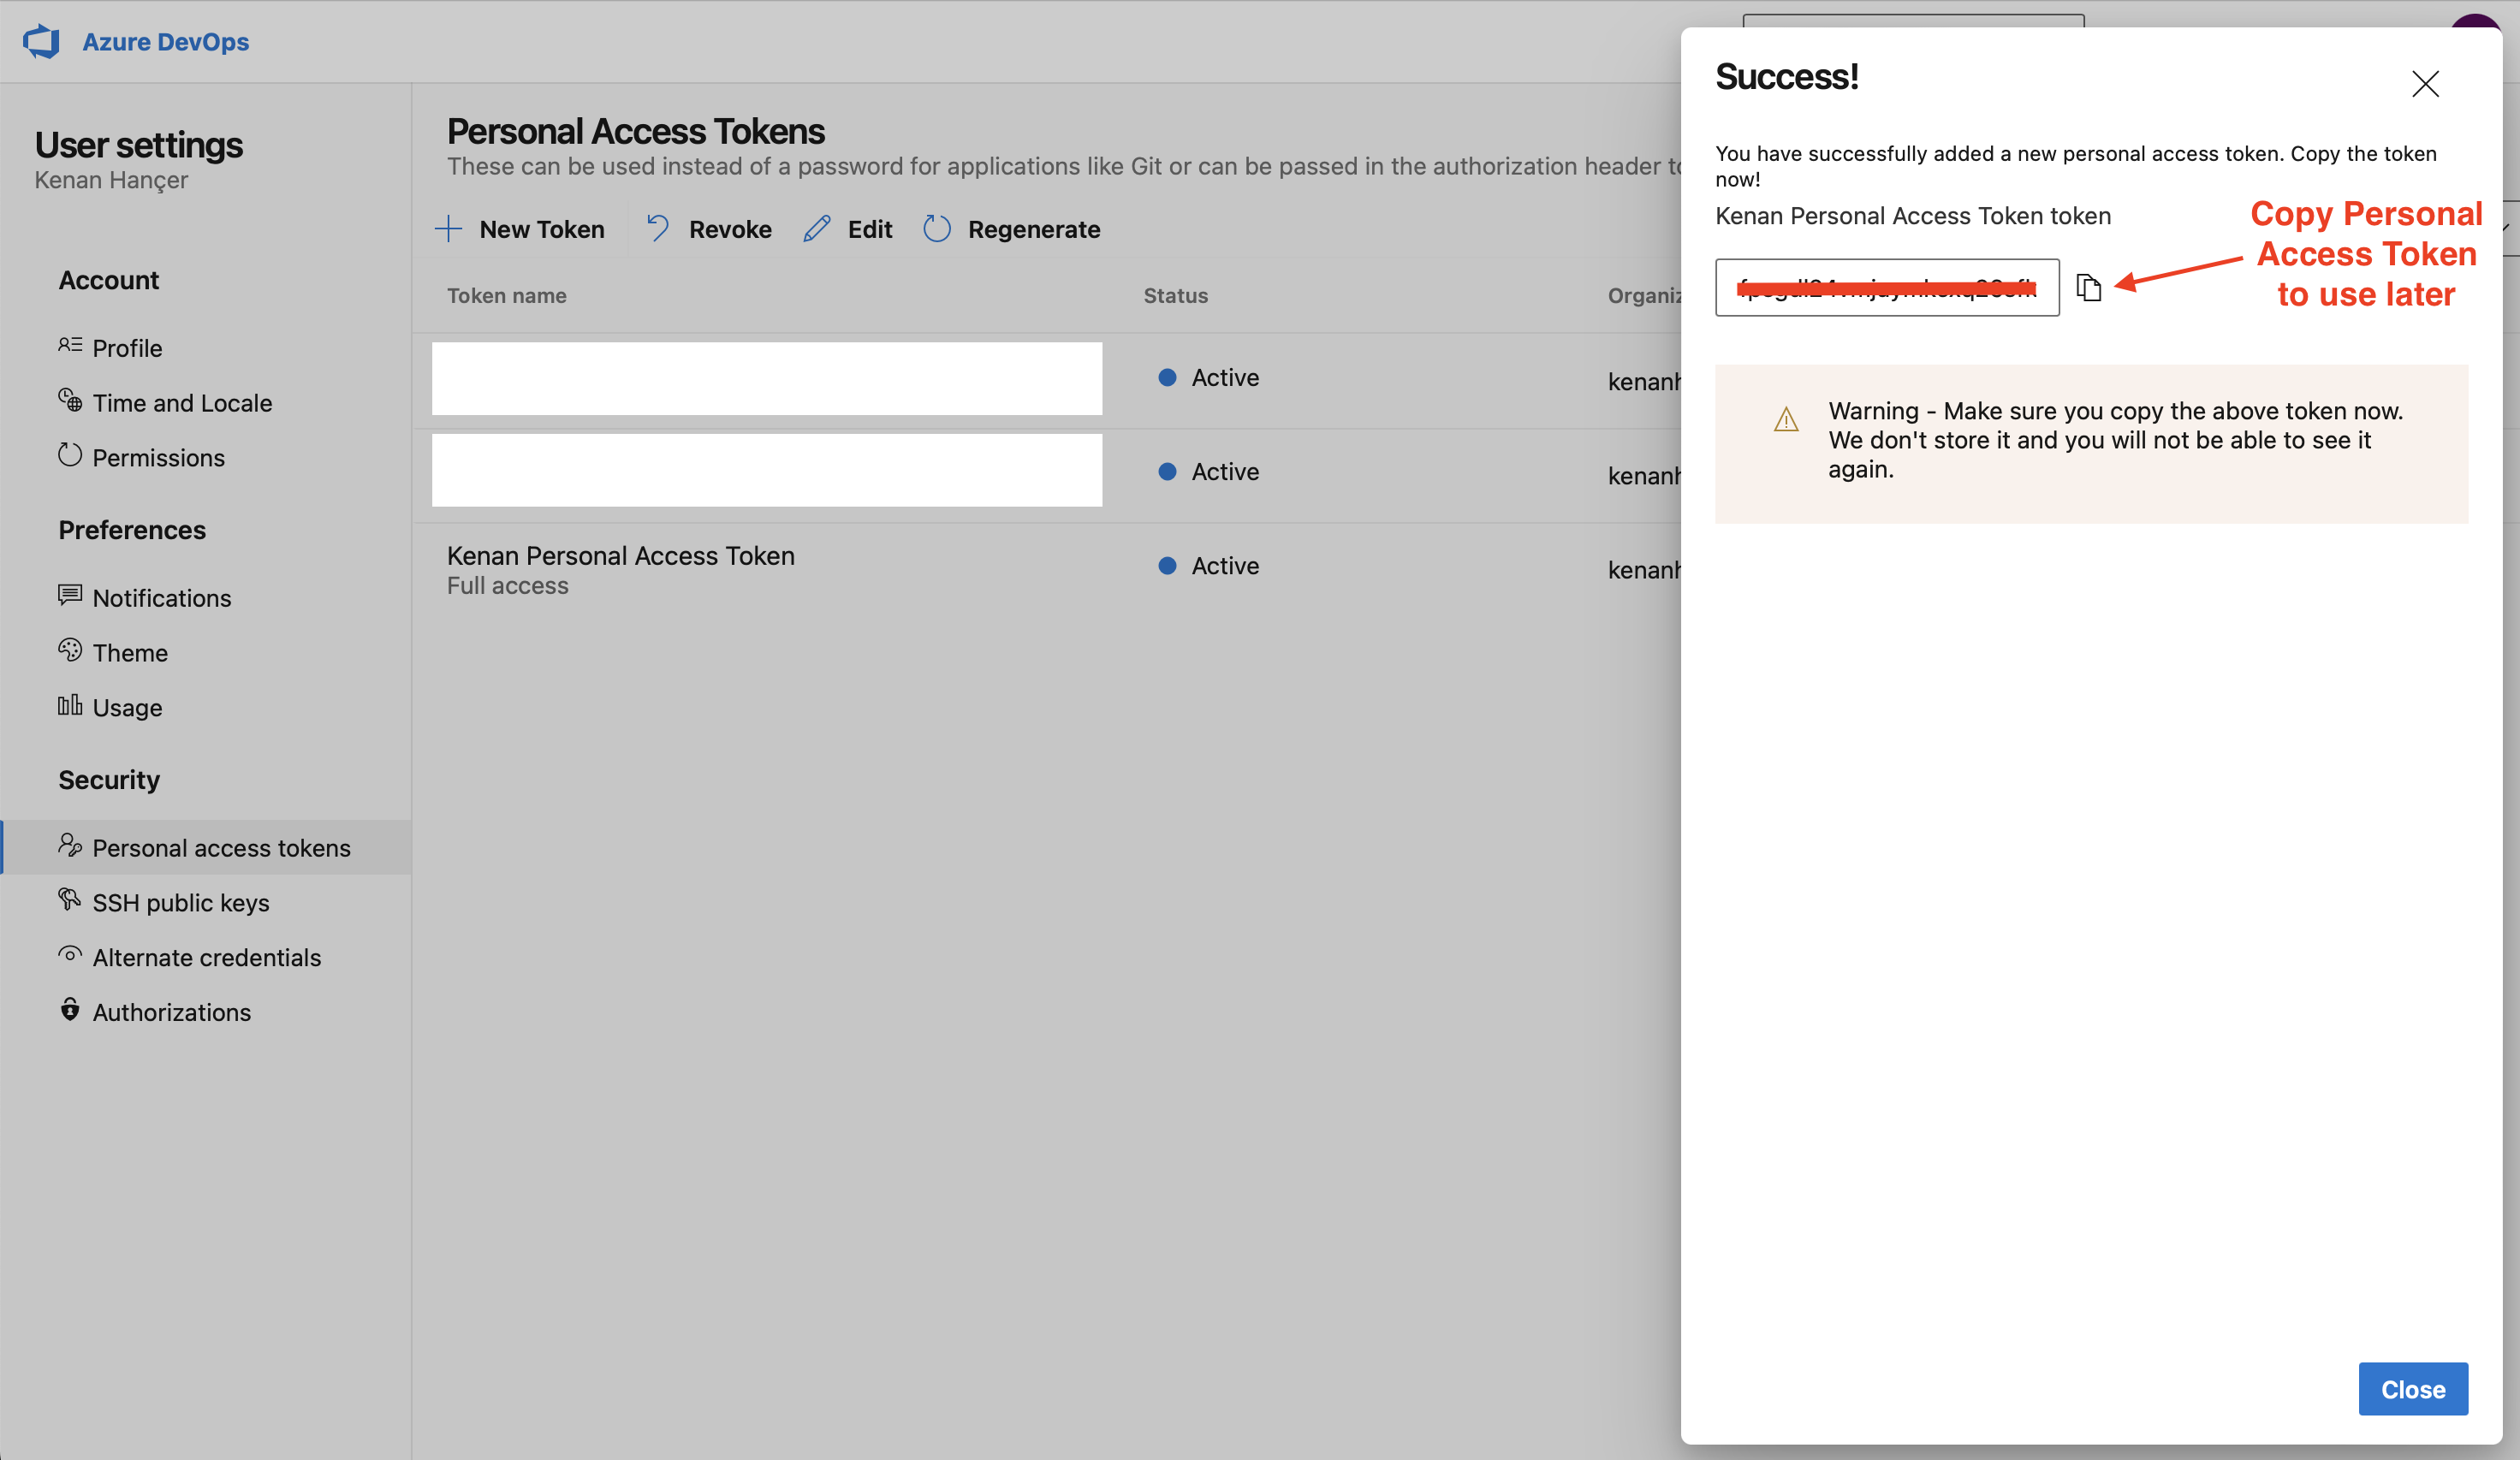 Azure DevOps
User settings
Kenan Hançer
Account
Profile
Time and Locale
Permissions
Preferences
Notifications
Theme
Usage
Security
Personal access tokens
SSH public keys
Alternate credentials
Authorizations
Personal Access Tokens
These can be used instead of a password for applications like Git or can be passed in the authorization header
New Token
Revoke
Edit
Regenerate
Token name
Status
Active
Active
Kenan Personal Access Token
Full access
Active
Success!
You have successfully added a new personal access token. Copy the token
now!
Kenan Personal Access Token token
Copy Personal
Access Token
to use later
Warning - Make sure you copy the above token now.
We don't store it and you will not be able to see it
again.
Close